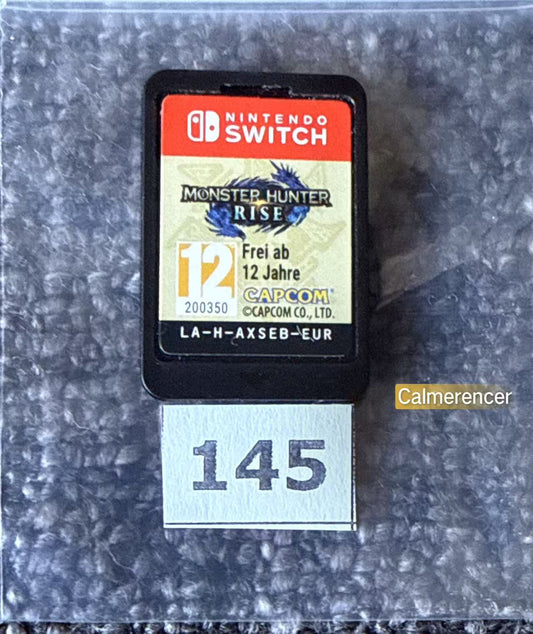 NINTENDO
SWITCH
MONSTER HUNTER
RISE
12
200350
Frei ab
12 Jahre
CAPCOM
©CAPCOM CO., LTD.
LA-H-AXSEB-EUR
Calmerencer
145